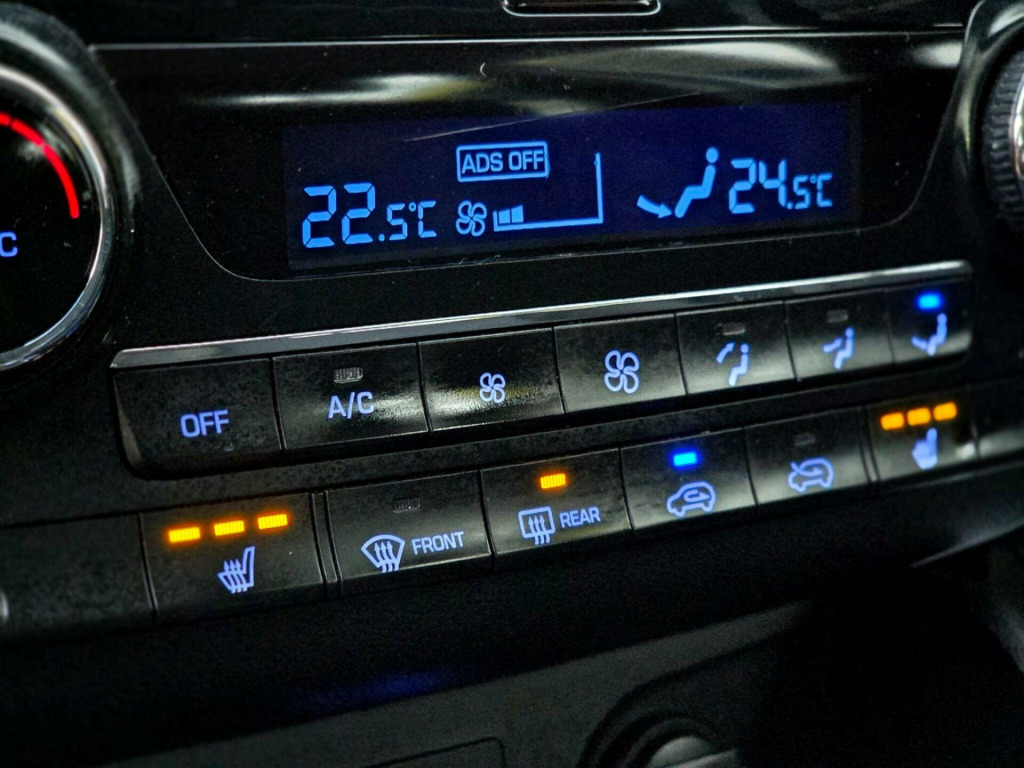 ADS OFF
22.5°C 24.5°C
C
OFF A/C
FRONT REAR